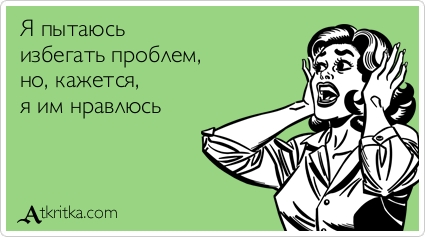 Я пытаюсь
избегать проблем,
но, кажется,
я им нравлюсь
Atkritka.com